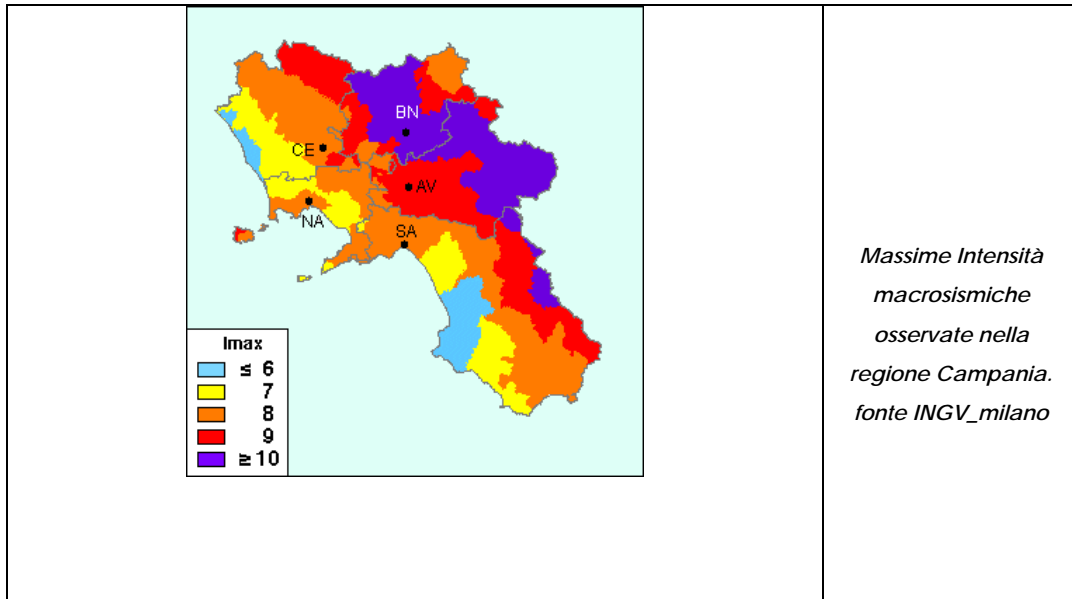 BN
CE
AV
NA
SA
Imax
≤ 6
7
8
9
≥ 10
Massime Intensità
macrosismiche
osservate nella
regione Campania.
fonte INGV_milano